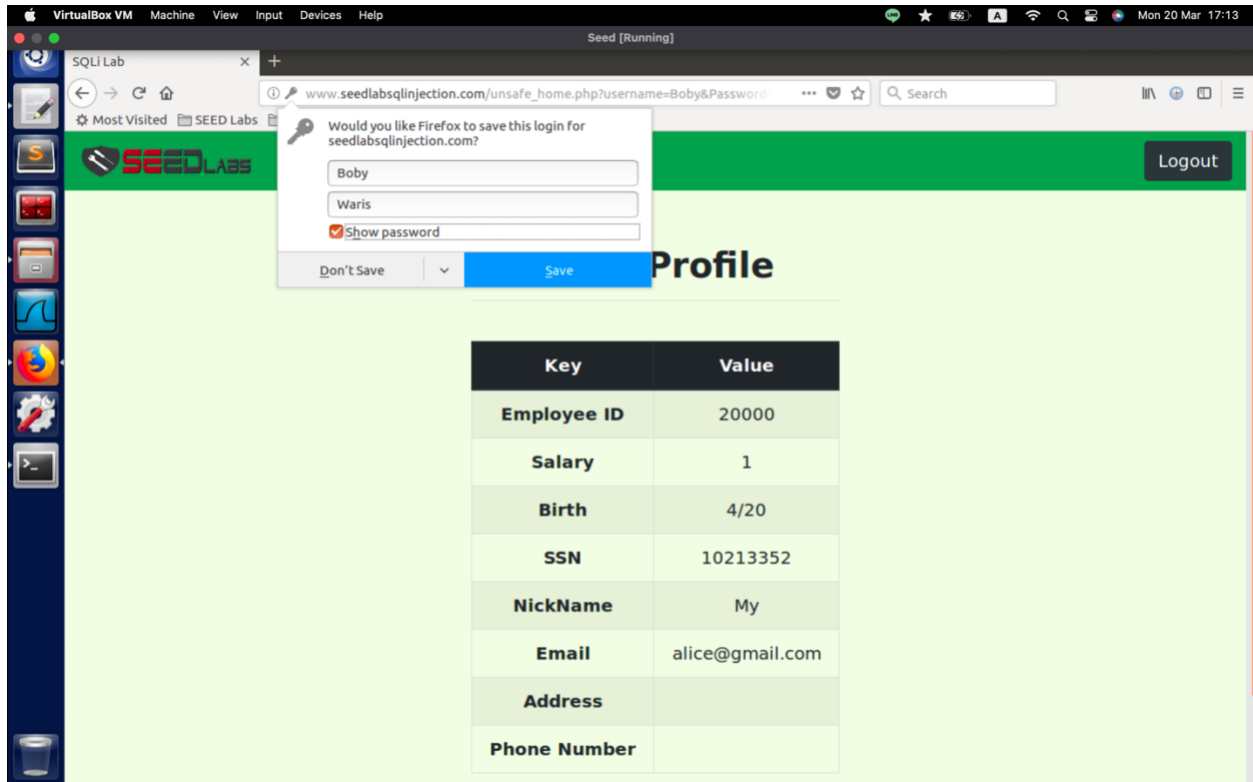 VirtualBox VM Machine View Input Devices Help
LINE A Mon 20 Mar 17:13
Seed [Running]
SQLi Lab × +
www.seedlabsqlinjection.com/unsafe_home.php?username=Boby&Password
Search
Most Visited SEED Labs
Would you like Firefox to save this login for
seedlabsqlinjection.com?
Boby
Waris
Show password
Don't Save Save
SEEDLABS
Logout
Profile
Key Value
Employee ID 20000
Salary 1
Birth 4/20
SSN 10213352
NickName My
Email alice@gmail.com
Address
Phone Number